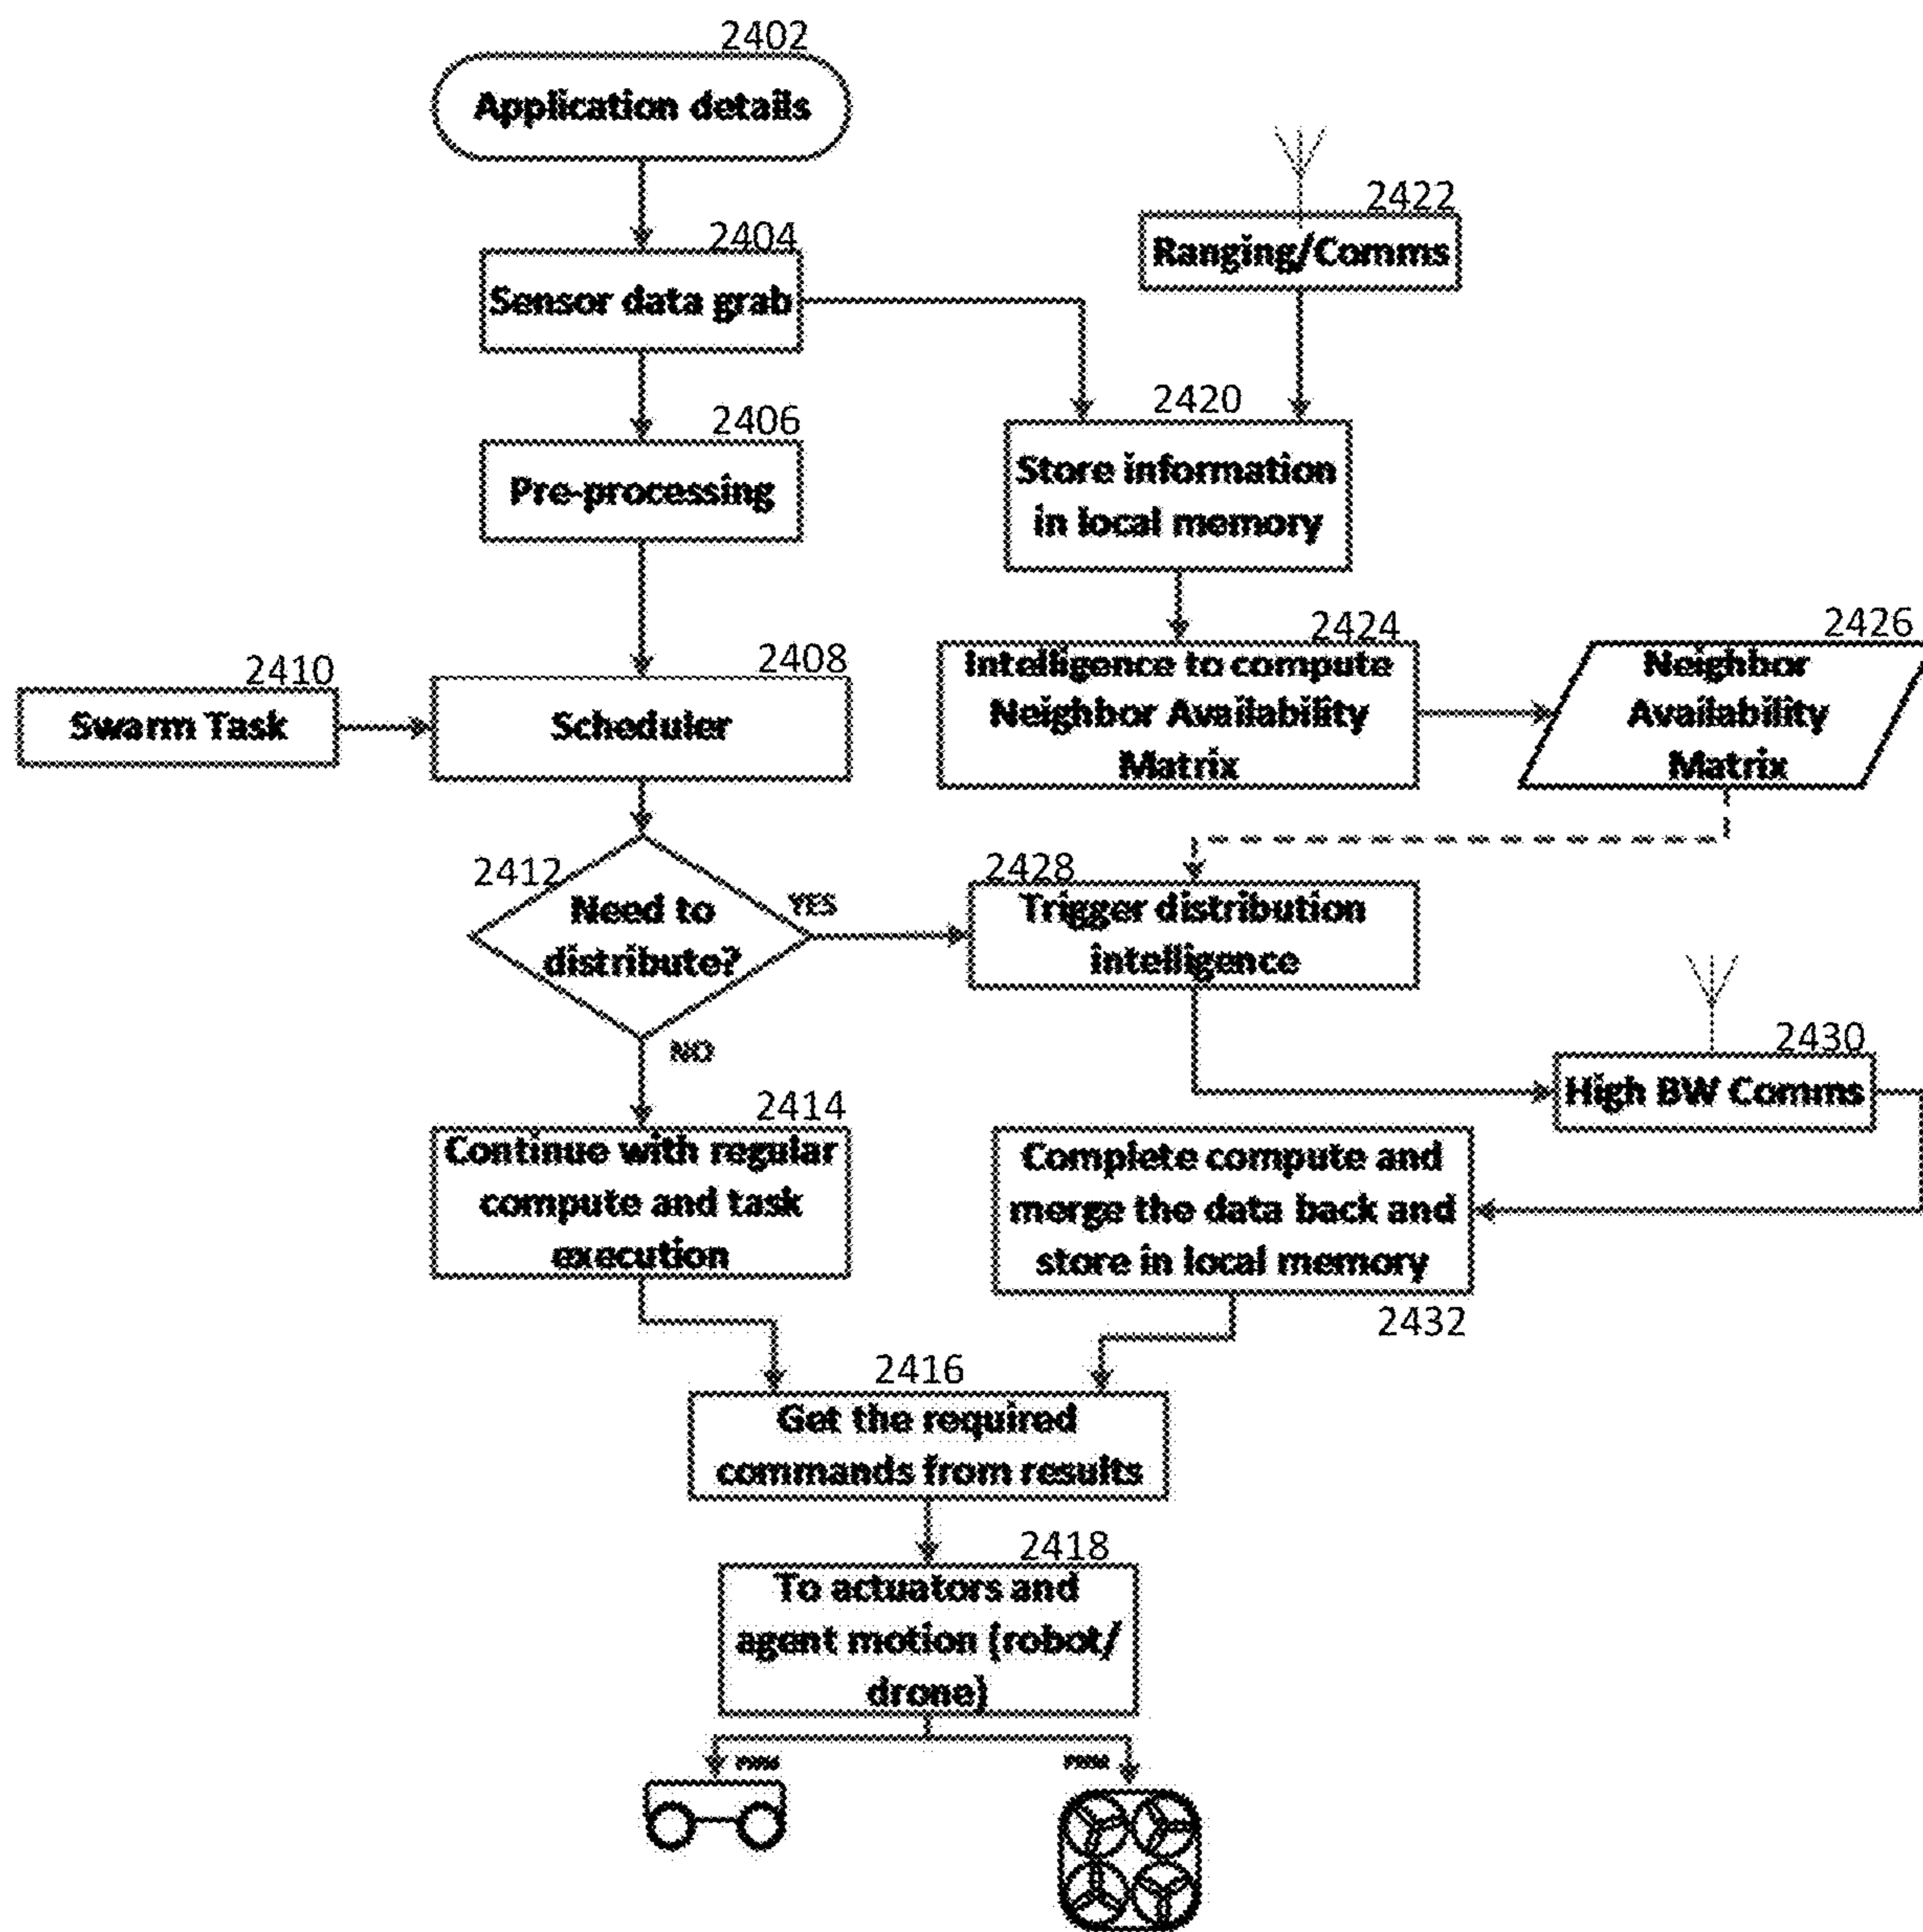 2402
Application details
2422
Ranging/Comms
2404
Sensor data grab
2406
Pre-processing
2420
Store information
in local memory
2424
Intelligence to compute
Neighbor Availability
Matrix
2426
Neighbor
Availability
Matrix
2410
Swarm Task
2408
Scheduler
2412
Need to
distribute?
YES
NO
2428
Trigger distribution
intelligence
2430
High BW Comms
2414
Continue with regular
compute and task
execution
Complete compute and
merge the data back and
store in local memory
2432
2416
Get the required
commands from results
2418
To actuators and
agent motion (robot/
drone)